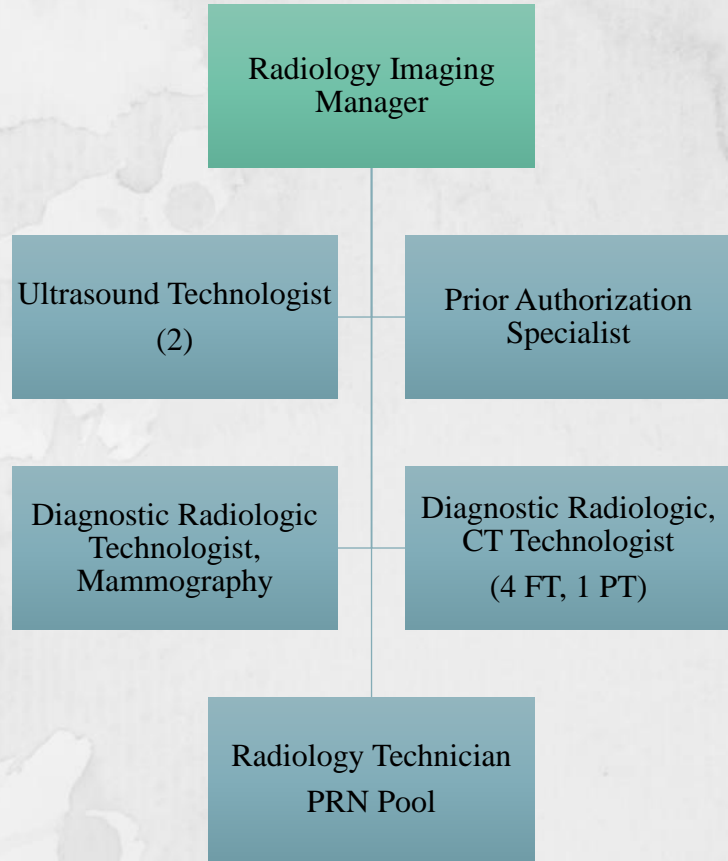 Radiology Imaging
Manager
Ultrasound Technologist
(2)
Prior Authorization
Specialist
Diagnostic Radiologic
Technologist,
Mammography
Diagnostic Radiologic,
CT Technologist
(4 FT, 1 PT)
Radiology Technician
PRN Pool